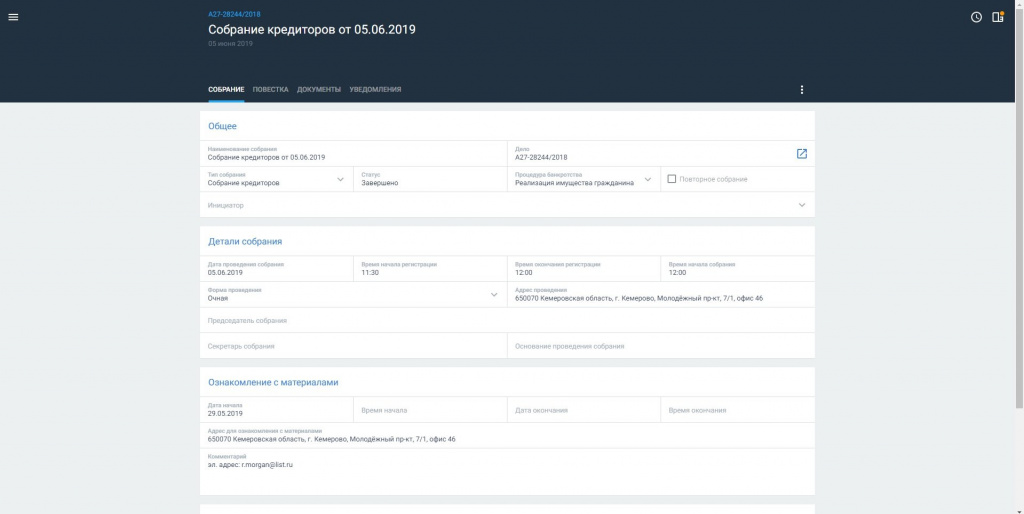 А27-28244/2018
Собрание кредиторов от 05.06.2019
05 июня 2019
СОБРАНИЕ ПОВЕСТКА ДОКУМЕНТЫ УВЕДОМЛЕНИЯ
Общее
Наименование собрания Дело
Собрание кредиторов от 05.06.2019 А27-28244/2018
Тип собрания Статус Процедура банкротства
Собрание кредиторов Завершено Реализация имущества гражданина Повторное собрание
Инициатор
Детали собрания
Дата проведения собрания Время начала регистрации Время окончания регистрации Время начала собрания
05.06.2019 11:30 12:00 12:00
Форма проведения Адрес проведения
Очная 650070 Кемеровская область, г. Кемерово, Молодёжный пр-кт, 7/1, офис 46
Председатель собрания
Секретарь собрания Основание проведения собрания
Ознакомление с материалами
Дата начала
29.05.2019 Время начала Дата окончания Время окончания
Адрес для ознакомления с материалами
650070 Кемеровская область, г. Кемерово, Молодёжный пр-кт, 7/1, офис 46
Комментарий
эл. адрес: r.morgan@list.ru